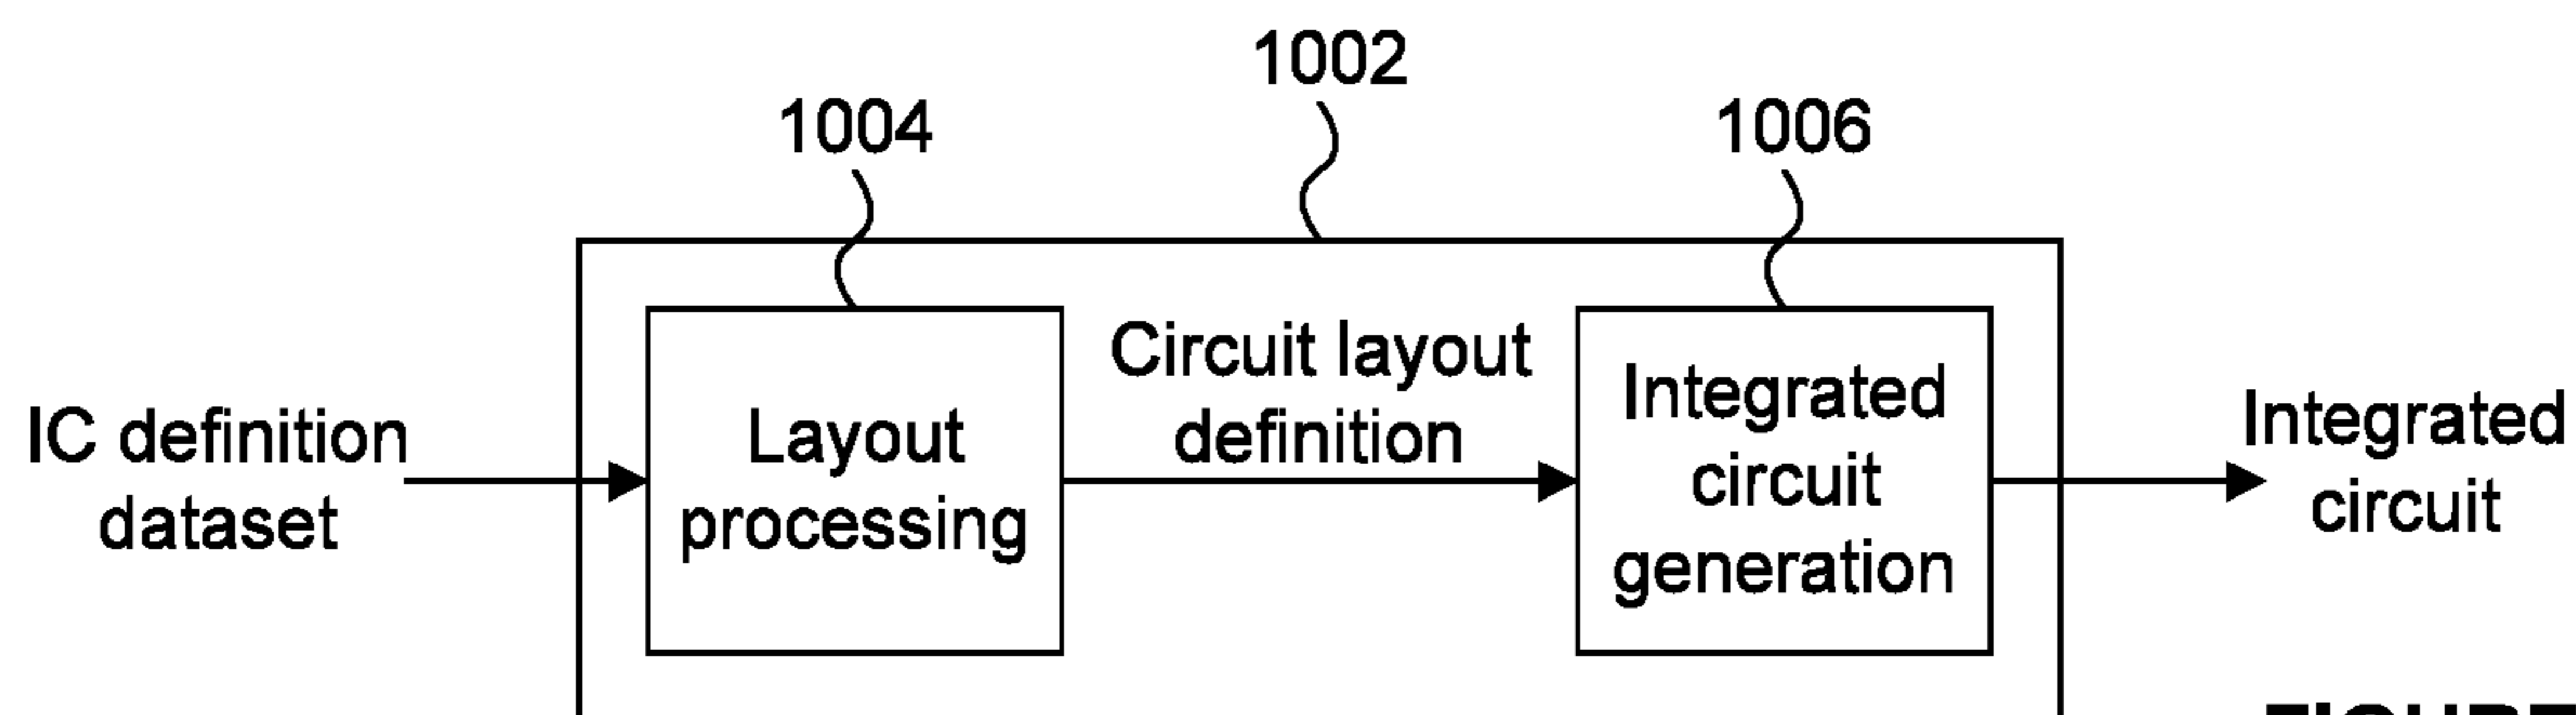 1002
1004
1006
IC definition
dataset
Layout
processing
Circuit layout
definition
Integrated
circuit
generation
Integrated
circuit